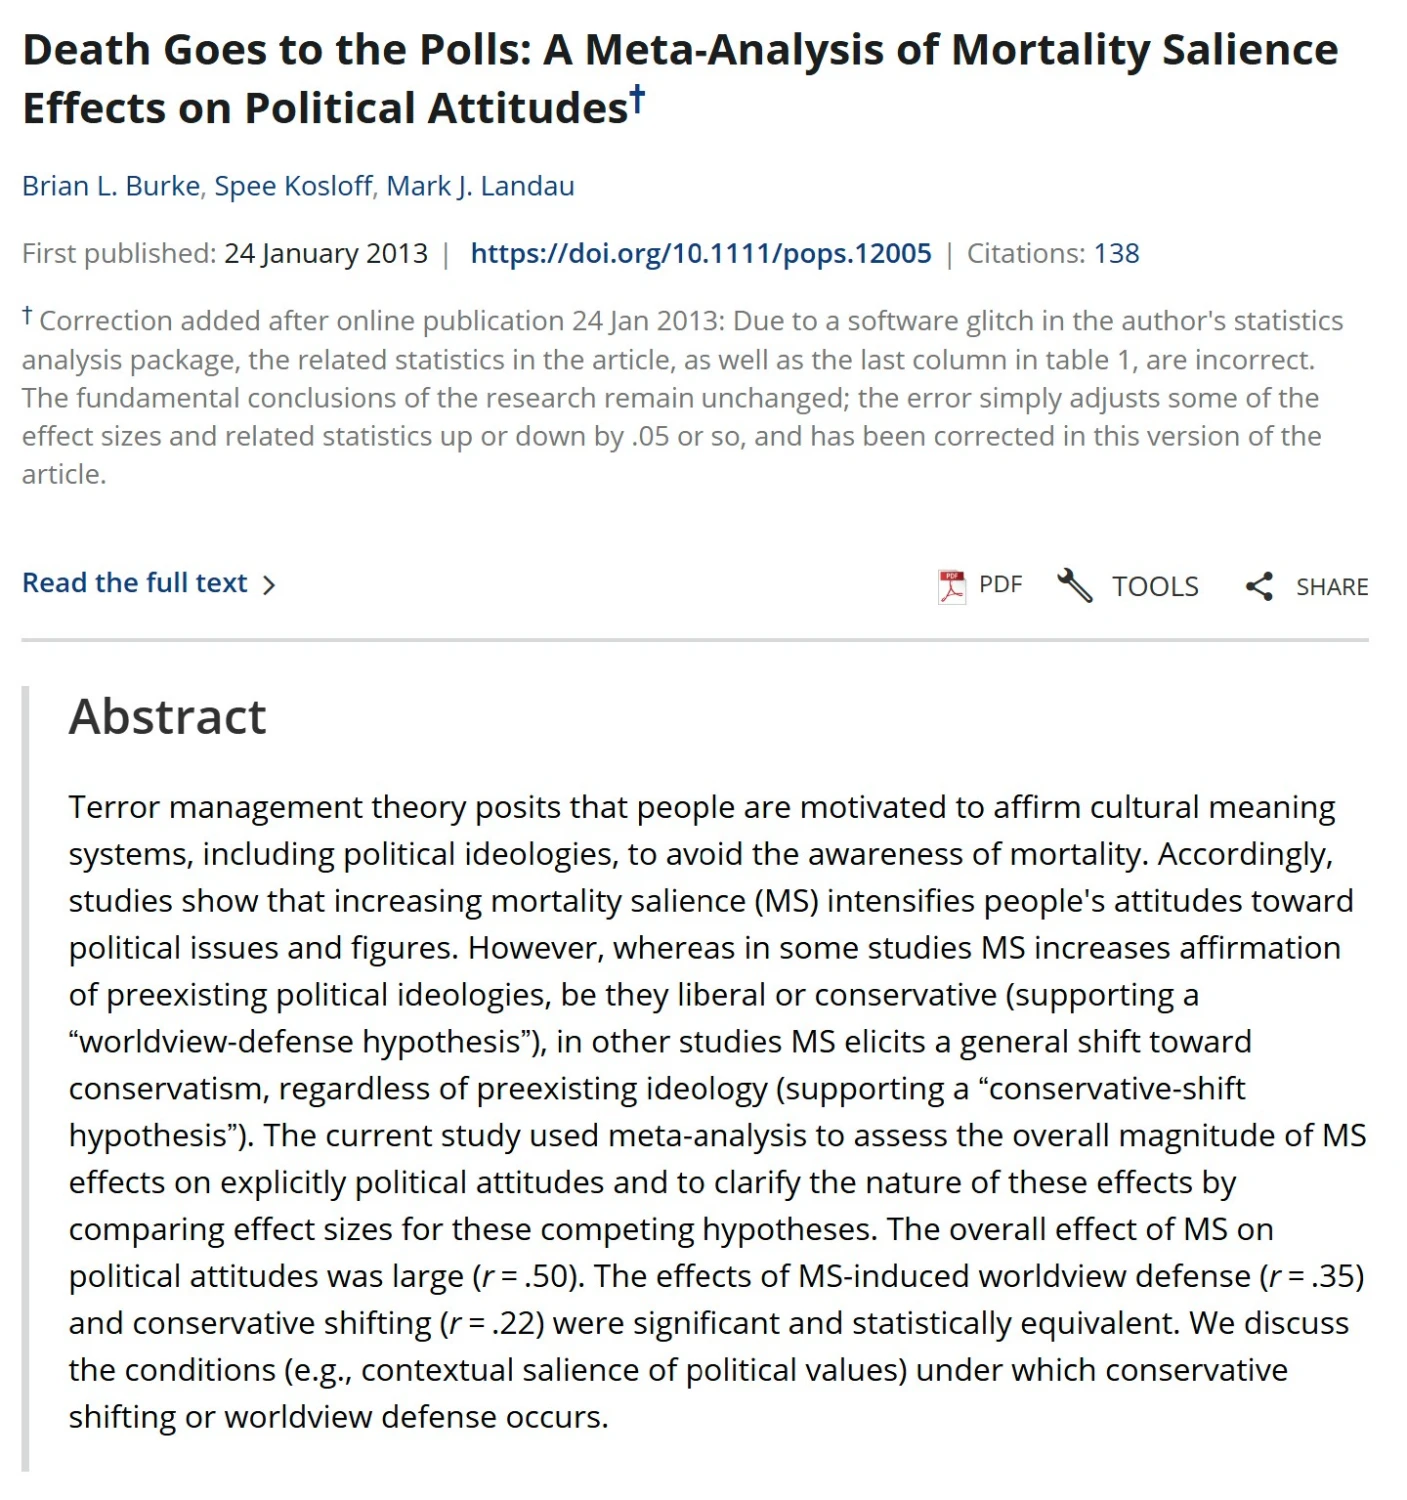 Death Goes to the Polls: A Meta-Analysis of Mortality Salience
Effects on Political Attitudes†
Brian L. Burke, Spee Kosloff, Mark J. Landau
First published: 24 January 2013 | https://doi.org/10.1111/pops.12005 | Citations: 138
† Correction added after online publication 24 Jan 2013: Due to a software glitch in the author's statistics
analysis package, the related statistics in the article, as well as the last column in table 1, are incorrect.
The fundamental conclusions of the research remain unchanged; the error simply adjusts some of the
effect sizes and related statistics up or down by .05 or so, and has been corrected in this version of the
article.
Read the full text >
PDF PDF TOOLS SHARE
Abstract
Terror management theory posits that people are motivated to affirm cultural meaning
systems, including political ideologies, to avoid the awareness of mortality. Accordingly,
studies show that increasing mortality salience (MS) intensifies people's attitudes toward
political issues and figures. However, whereas in some studies MS increases affirmation
of preexisting political ideologies, be they liberal or conservative (supporting a
“worldview-defense hypothesis”), in other studies MS elicits a general shift toward
conservatism, regardless of preexisting ideology (supporting a “conservative-shift
hypothesis”). The current study used meta-analysis to assess the overall magnitude of MS
effects on explicitly political attitudes and to clarify the nature of these effects by
comparing effect sizes for these competing hypotheses. The overall effect of MS on
political attitudes was large (r = .50). The effects of MS-induced worldview defense (r = .35)
and conservative shifting (r = .22) were significant and statistically equivalent. We discuss
the conditions (e.g., contextual salience of political values) under which conservative
shifting or worldview defense occurs.